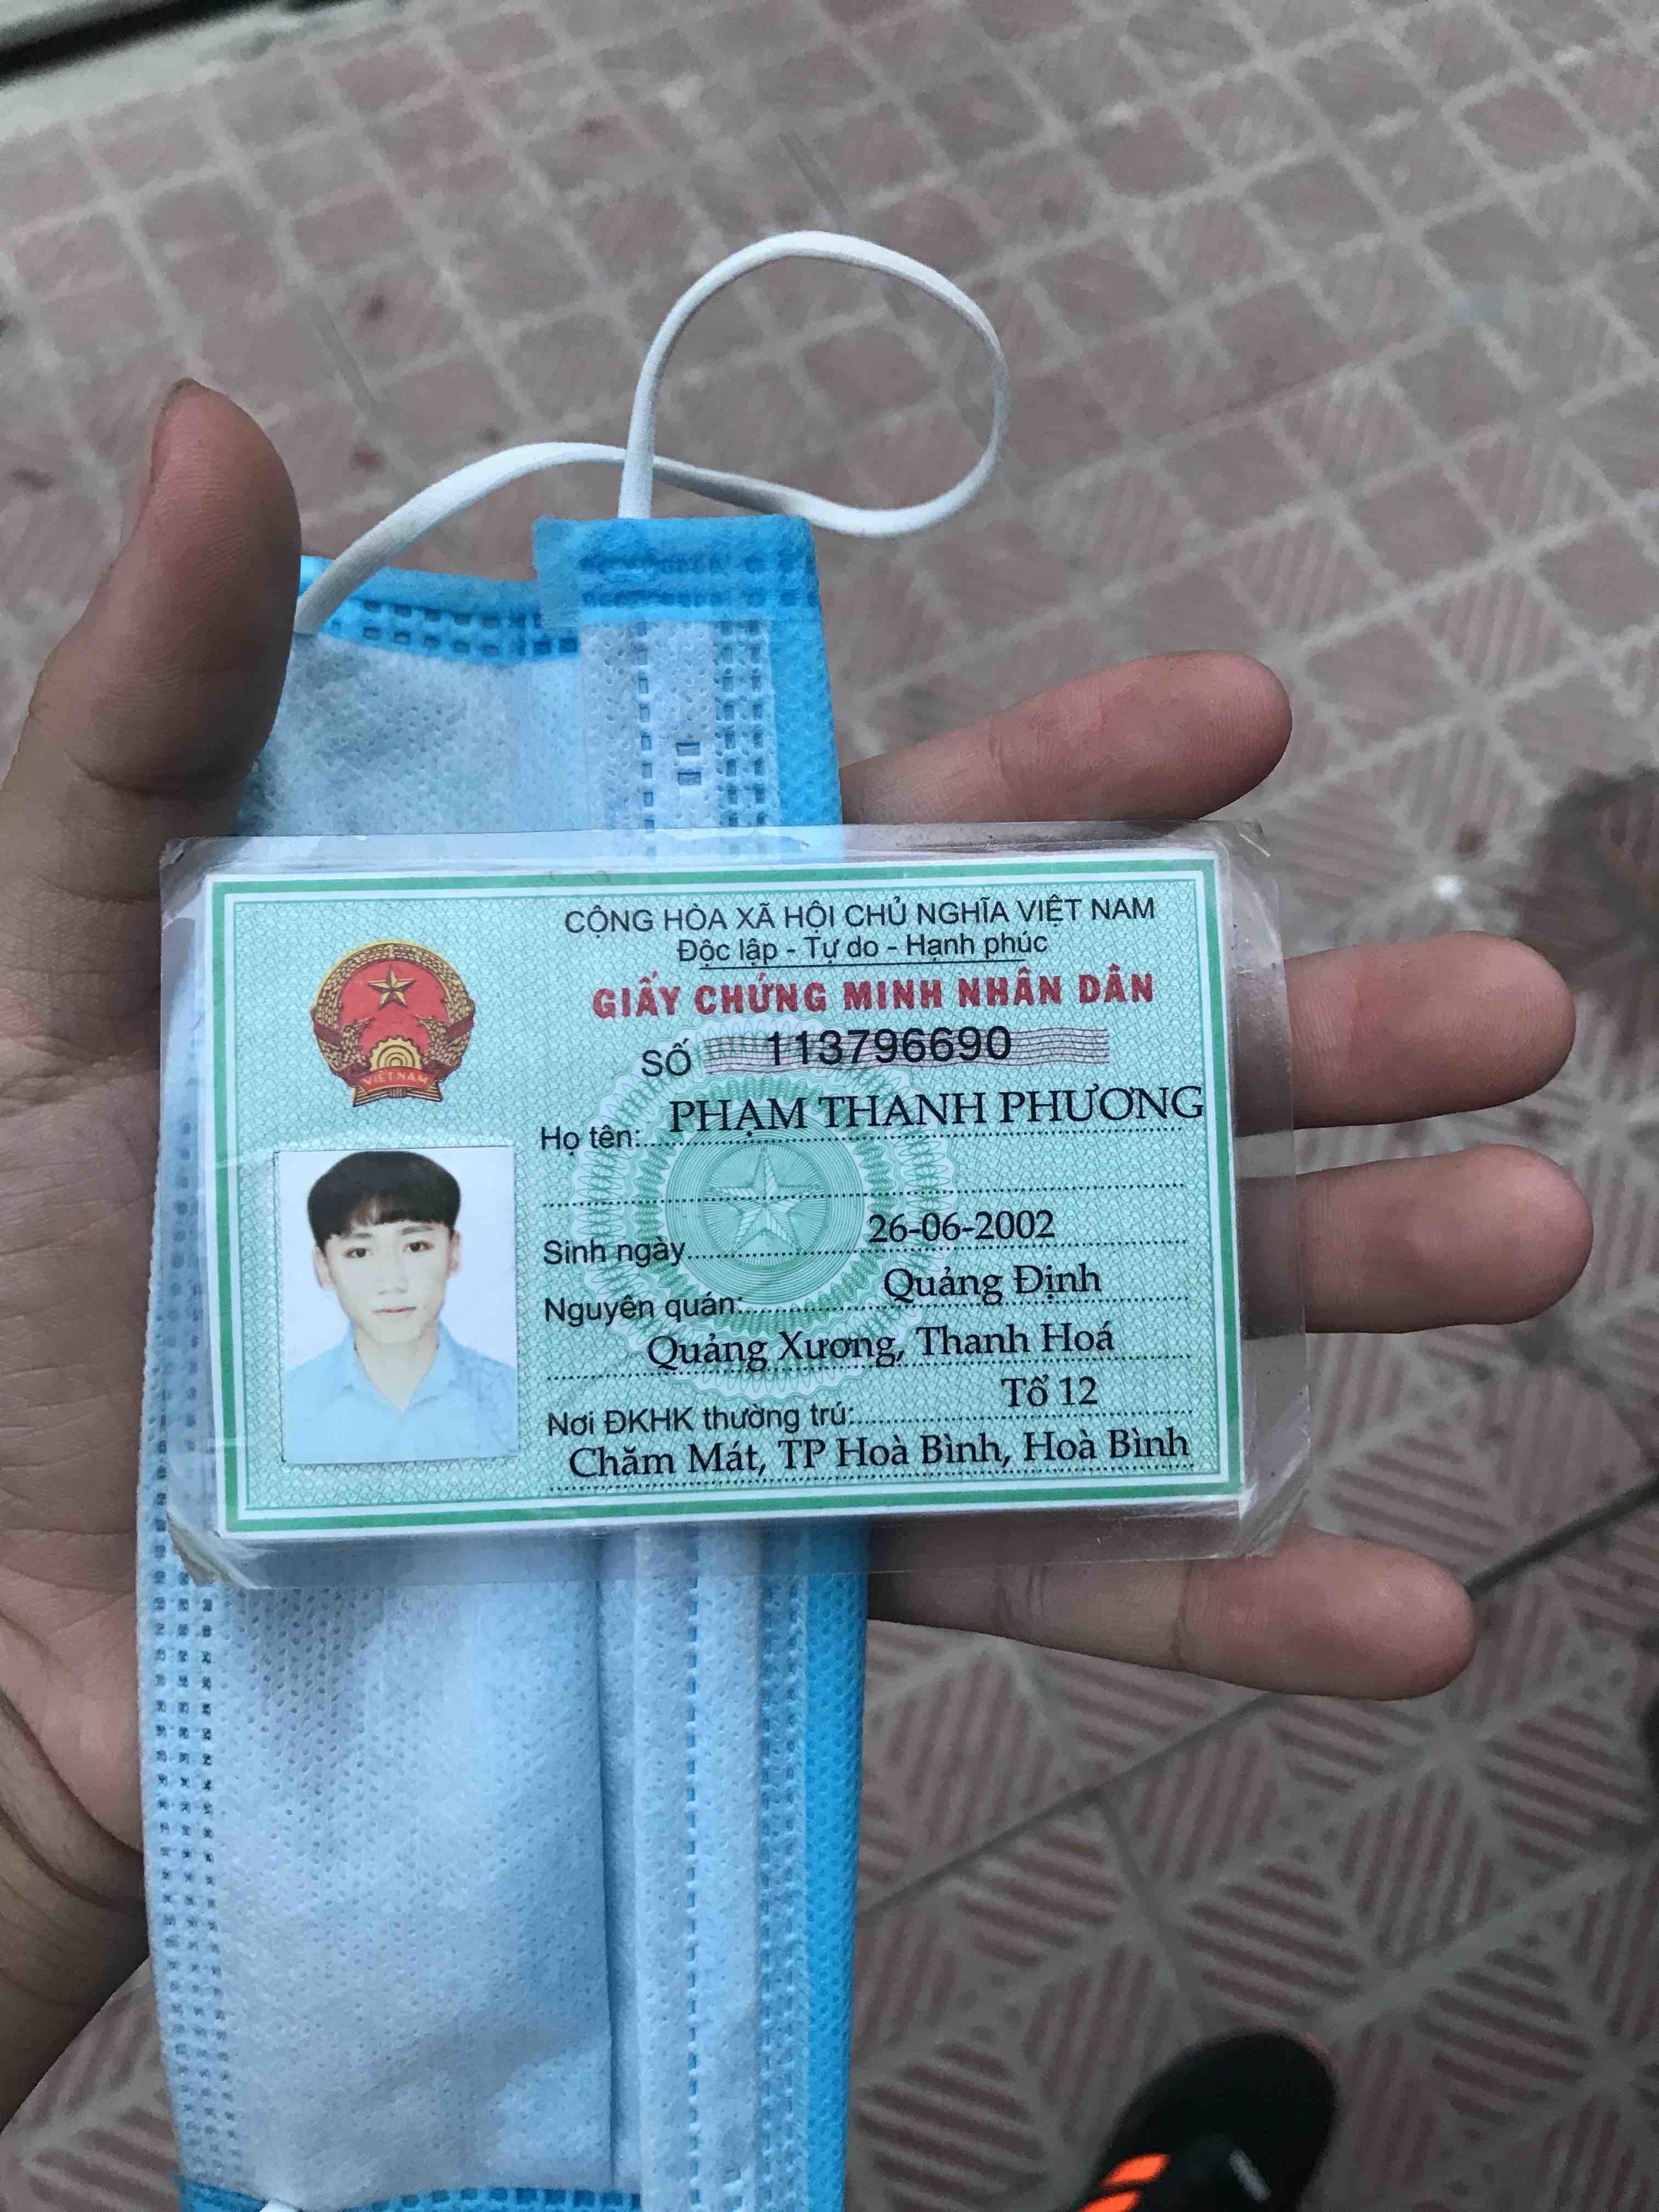 CỘNG HÒA XÃ HỘI CHỦ NGHĨA VIỆT NAM
Độc lập - Tự do - Hạnh phúc
GIẤY CHỨNG MINH NHÂN DÂN
SỐ 113796690
Họ tên: PHẠM THANH PHƯƠNG
Sinh ngày 26-06-2002
Nguyên quán: Quảng Định
Quảng Xương, Thanh Hoá
Nơi ĐKHK thường trú: Tổ 12
Chăm Mát, TP Hoà Bình, Hoà Bình
VIỆT NAM